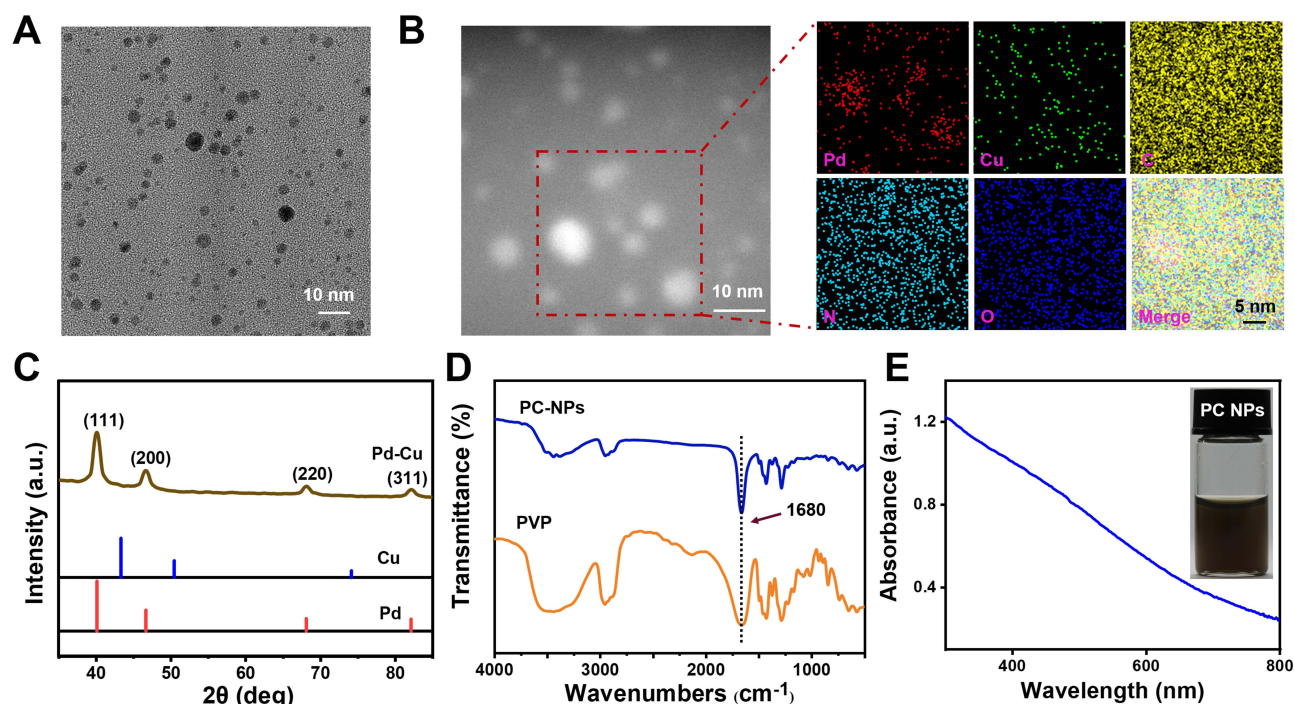 A
10 nm
B
10 nm
Pd
Cu
C
N
O
Merge
5 nm
C
Intensity (a.u.)
(111)
(200)
(220)
Pd-Cu
(311)
Cu
Pd
40
50
60
70
80
2θ (deg)
D
Transmittance (%)
PC-NPs
1680
PVP
4000
3000
2000
1000
Wavenumbers (cm⁻¹)
E
Absorbance (a.u.)
1.2
0.8
0.4
PC NPs
400
600
800
Wavelength (nm)